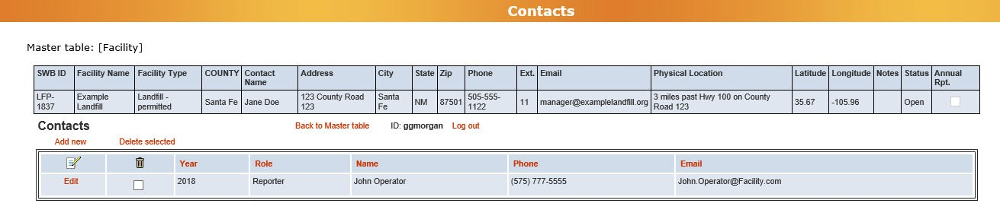 Contacts
Master table: [Facility]
SWB ID Facility Name Facility Type COUNTY Contact Name Address City State Zip Phone Ext. Email Physical Location Latitude Longitude Notes Status Annual Rpt.
LFP-1837 Example Landfill Landfill - permitted Santa Fe Jane Doe 123 County Road 123 Santa Fe NM 87501 505-555-1122 11 manager@examplelandfill.org 3 miles past Hwy 100 on County Road 123 35.67 -105.96 Open
Contacts Back to Master table ID: ggmorgan Log out
Add new Delete selected
Year Role Name Phone Email
Edit 2018 Reporter John Operator (575) 777-5555 John.Operator@Facility.com